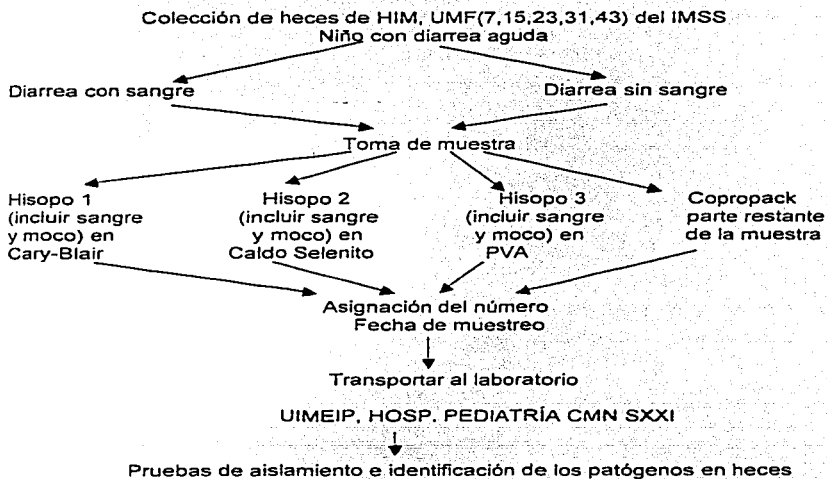 Colección de heces de HIM, UMF(7,15,23,31,43) del IMSS
Niño con diarrea aguda
Diarrea con sangre
Diarrea sin sangre
Toma de muestra
Hisopo 1
(incluir sangre
y moco) en
Cary-Blair
Hisopo 2
(incluir sangre
y moco) en
Caldo Selenito
Hisopo 3
(incluir sangre
y moco) en
PVA
Copropack
parte restante
de la muestra
Asignación del número
Fecha de muestreo
Transportar al laboratorio
UIMEIP, HOSP. PEDIATRÍA CMN SXXI
Pruebas de aislamiento e identificación de los patógenos en heces